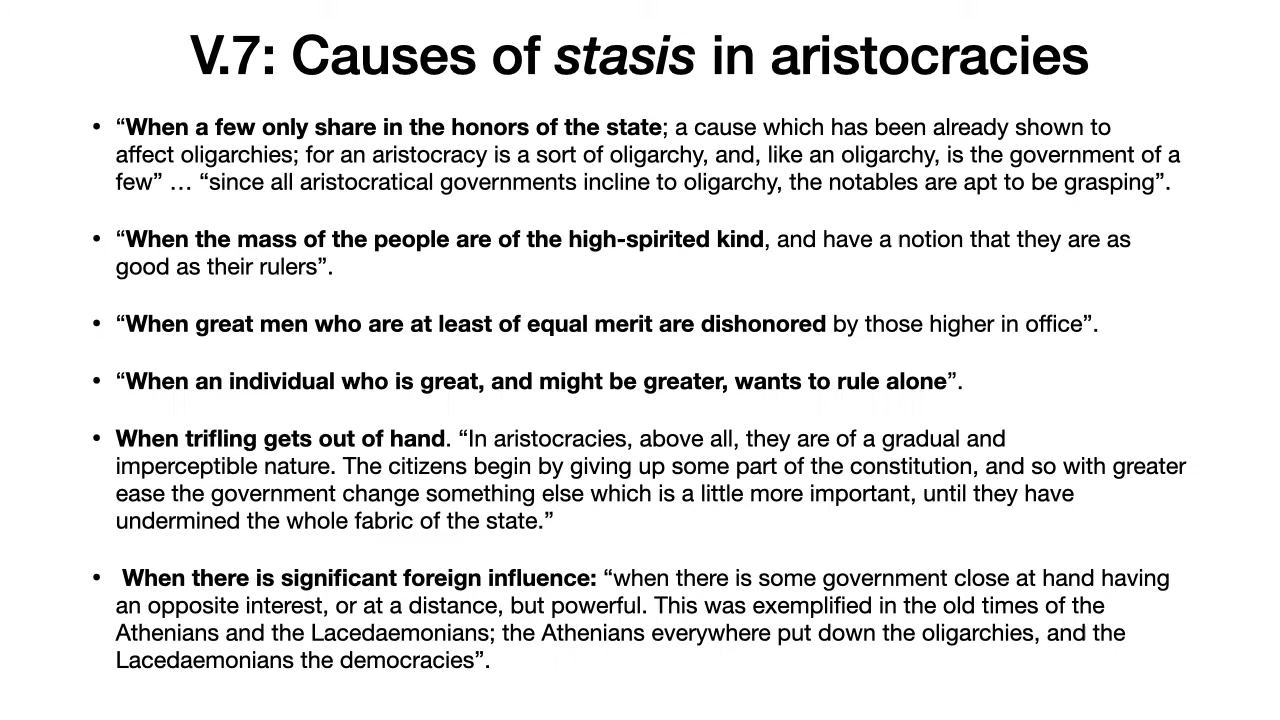 V.7: Causes of stasis in aristocracies
• “When a few only share in the honors of the state; a cause which has been already shown to
affect oligarchies; for an aristocracy is a sort of oligarchy, and, like an oligarchy, is the government of a
few” … “since all aristocratical governments incline to oligarchy, the notables are apt to be grasping”.
• “When the mass of the people are of the high-spirited kind, and have a notion that they are as
good as their rulers”.
• “When great men who are at least of equal merit are dishonored by those higher in office”.
• “When an individual who is great, and might be greater, wants to rule alone”.
• When trifling gets out of hand. “In aristocracies, above all, they are of a gradual and
imperceptible nature. The citizens begin by giving up some part of the constitution, and so with greater
ease the government change something else which is a little more important, until they have
undermined the whole fabric of the state.”
• When there is significant foreign influence: “when there is some government close at hand having
an opposite interest, or at a distance, but powerful. This was exemplified in the old times of the
Athenians and the Lacedaemonians; the Athenians everywhere put down the oligarchies, and the
Lacedaemonians the democracies”.